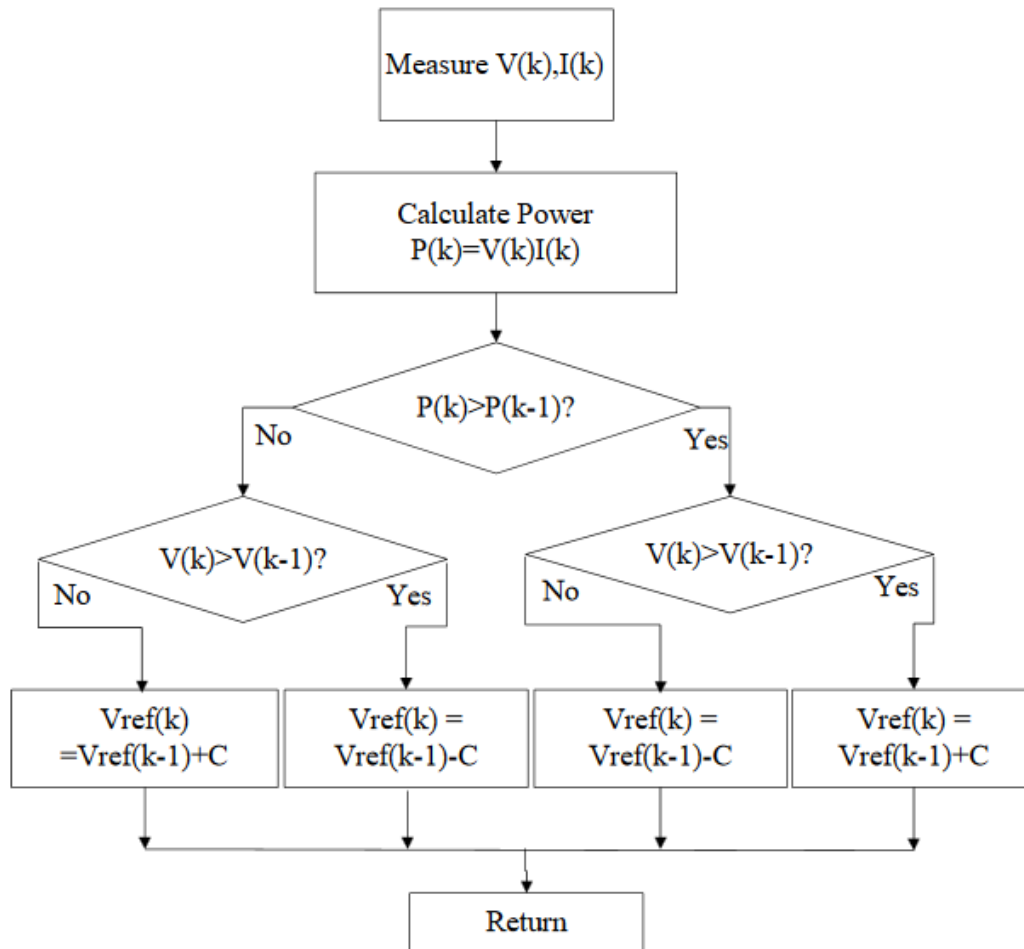 Measure V(k),I(k)
Calculate Power
P(k)=V(k)I(k)
P(k)>P(k-1)?
No
Yes
V(k)>V(k-1)?
V(k)>V(k-1)?
No
Yes
No
Yes
Vref(k)
=Vref(k-1)+C
Vref(k) =
Vref(k-1)-C
Vref(k) =
Vref(k-1)-C
Vref(k) =
Vref(k-1)+C
Return